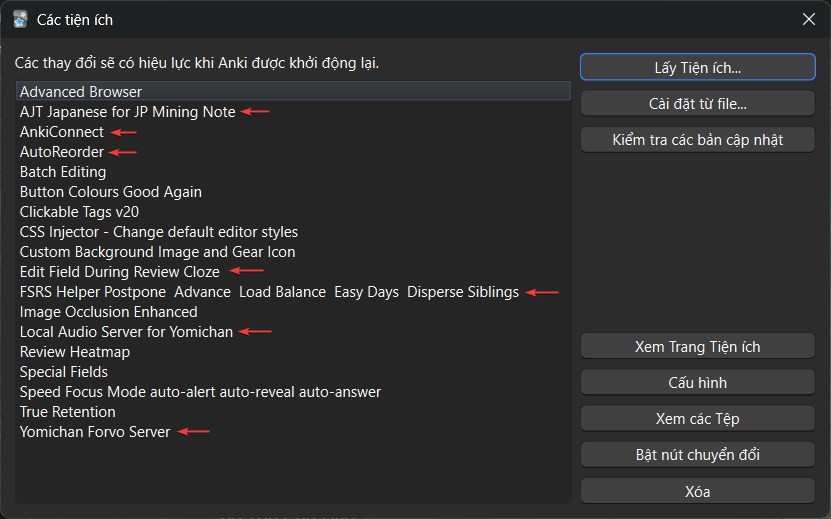 Các tiện ích
Các thay đổi sẽ có hiệu lực khi Anki được khởi động lại.
Advanced Browser
AJT Japanese for JP Mining Note
AnkiConnect
AutoReorder
Batch Editing
Button Colours Good Again
Clickable Tags v20
CSS Injector - Change default editor styles
Custom Background Image and Gear Icon
Edit Field During Review Cloze
FSRS Helper Postpone  Advance  Load Balance  Easy Days  Disperse Siblings
Image Occlusion Enhanced
Local Audio Server for Yomichan
Review Heatmap
Special Fields
Speed Focus Mode auto-alert auto-reveal auto-answer
True Retention
Yomichan Forvo Server
Lấy Tiện ích...
Cài đặt từ file...
Kiểm tra các bản cập nhật
Xem Trang Tiện ích
Cấu hình
Xem các Tệp
Bật nút chuyển đổi
Xóa